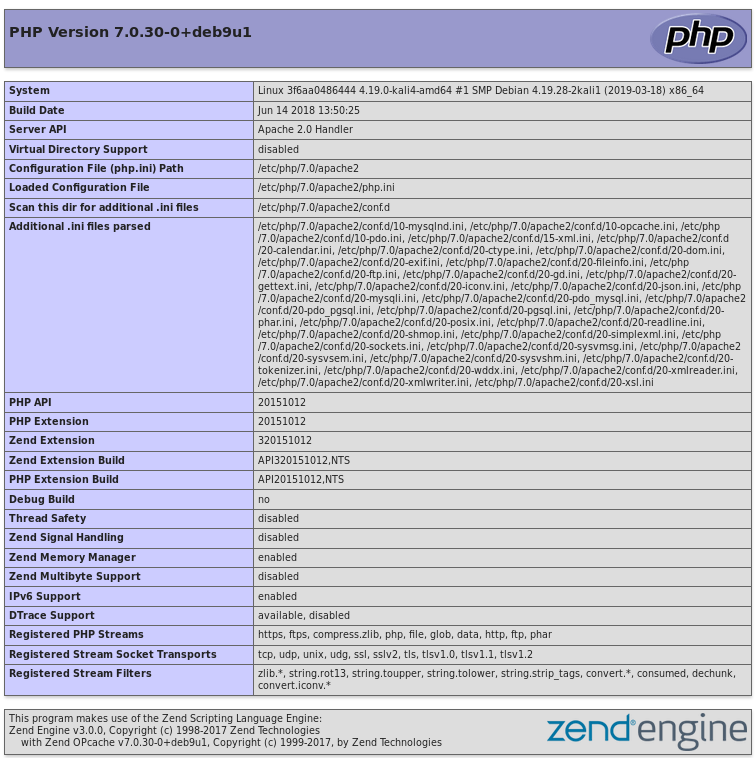 PHP Version 7.0.30-0+deb9u1
php
System Linux 3f6aa0486444 4.19.0-kali4-amd64 #1 SMP Debian 4.19.28-2kali1 (2019-03-18) x86_64
Build Date Jun 14 2018 13:50:25
Server API Apache 2.0 Handler
Virtual Directory Support disabled
Configuration File (php.ini) Path /etc/php/7.0/apache2
Loaded Configuration File /etc/php/7.0/apache2/php.ini
Scan this dir for additional .ini files /etc/php/7.0/apache2/conf.d
Additional .ini files parsed /etc/php/7.0/apache2/conf.d/10-mysqlnd.ini, /etc/php/7.0/apache2/conf.d/10-opcache.ini, /etc/php
/7.0/apache2/conf.d/10-pdo.ini, /etc/php/7.0/apache2/conf.d/15-xml.ini, /etc/php/7.0/apache2/conf.d
/20-calendar.ini, /etc/php/7.0/apache2/conf.d/20-ctype.ini, /etc/php/7.0/apache2/conf.d/20-dom.ini,
/etc/php/7.0/apache2/conf.d/20-exif.ini, /etc/php/7.0/apache2/conf.d/20-fileinfo.ini, /etc/php
/7.0/apache2/conf.d/20-ftp.ini, /etc/php/7.0/apache2/conf.d/20-gd.ini, /etc/php/7.0/apache2/conf.d/20-
gettext.ini, /etc/php/7.0/apache2/conf.d/20-iconv.ini, /etc/php/7.0/apache2/conf.d/20-json.ini, /etc/php
/7.0/apache2/conf.d/20-mysqli.ini, /etc/php/7.0/apache2/conf.d/20-pdo_mysql.ini, /etc/php/7.0/apache2
/conf.d/20-pdo_pgsql.ini, /etc/php/7.0/apache2/conf.d/20-pgsql.ini, /etc/php/7.0/apache2/conf.d/20-
phar.ini, /etc/php/7.0/apache2/conf.d/20-posix.ini, /etc/php/7.0/apache2/conf.d/20-readline.ini,
/etc/php/7.0/apache2/conf.d/20-shmop.ini, /etc/php/7.0/apache2/conf.d/20-simplexml.ini, /etc/php
/7.0/apache2/conf.d/20-sockets.ini, /etc/php/7.0/apache2/conf.d/20-sysvmsg.ini, /etc/php/7.0/apache2
/conf.d/20-sysvsem.ini, /etc/php/7.0/apache2/conf.d/20-sysvshm.ini, /etc/php/7.0/apache2/conf.d/20-
tokenizer.ini, /etc/php/7.0/apache2/conf.d/20-wddx.ini, /etc/php/7.0/apache2/conf.d/20-xmlreader.ini,
/etc/php/7.0/apache2/conf.d/20-xmlwriter.ini, /etc/php/7.0/apache2/conf.d/20-xsl.ini
PHP API 20151012
PHP Extension 20151012
Zend Extension 320151012
Zend Extension Build API320151012,NTS
PHP Extension Build API20151012,NTS
Debug Build no
Thread Safety disabled
Zend Signal Handling disabled
Zend Memory Manager enabled
Zend Multibyte Support disabled
IPv6 Support enabled
DTrace Support available, disabled
Registered PHP Streams https, ftps, compress.zlib, php, file, glob, data, http, ftp, phar
Registered Stream Socket Transports tcp, udp, unix, udg, ssl, sslv2, tls, tlsv1.0, tlsv1.1, tlsv1.2
Registered Stream Filters zlib.*, string.rot13, string.toupper, string.tolower, string.strip_tags, convert.*, consumed, dechunk,
convert.iconv.*
This program makes use of the Zend Scripting Language Engine:
Zend Engine v3.0.0, Copyright (c) 1998-2017 Zend Technologies
with Zend OPcache v7.0.30-0+deb9u1, Copyright (c) 1999-2017, by Zend Technologies
zend®engine